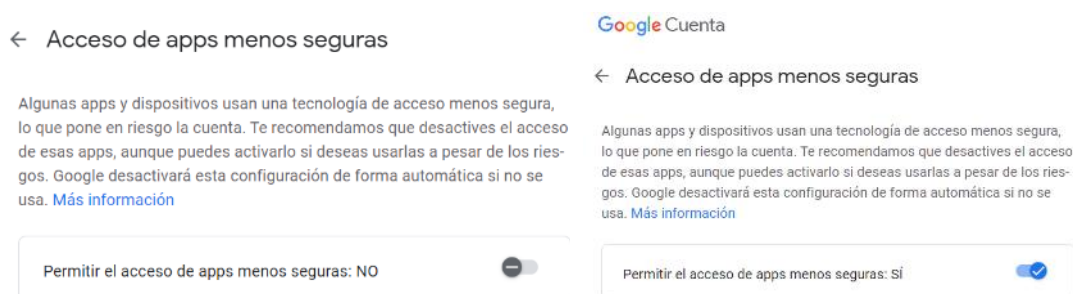 Acceso de apps menos seguras
Algunas apps y dispositivos usan una tecnología de acceso menos segura,
lo que pone en riesgo la cuenta. Te recomendamos que desactives el acceso
de esas apps, aunque puedes activarlo si deseas usarlas a pesar de los ries-
gos. Google desactivará esta configuración de forma automática si no se
usa. Más información
Permitir el acceso de apps menos seguras: NO
Google Cuenta
Acceso de apps menos seguras
Algunas apps y dispositivos usan una tecnología de acceso menos segura,
lo que pone en riesgo la cuenta. Te recomendamos que desactives el acceso
de esas apps, aunque puedes activarlo si deseas usarlas a pesar de los ries-
gos. Google desactivará esta configuración de forma automática si no se
usa. Más información
Permitir el acceso de apps menos seguras: SÍ